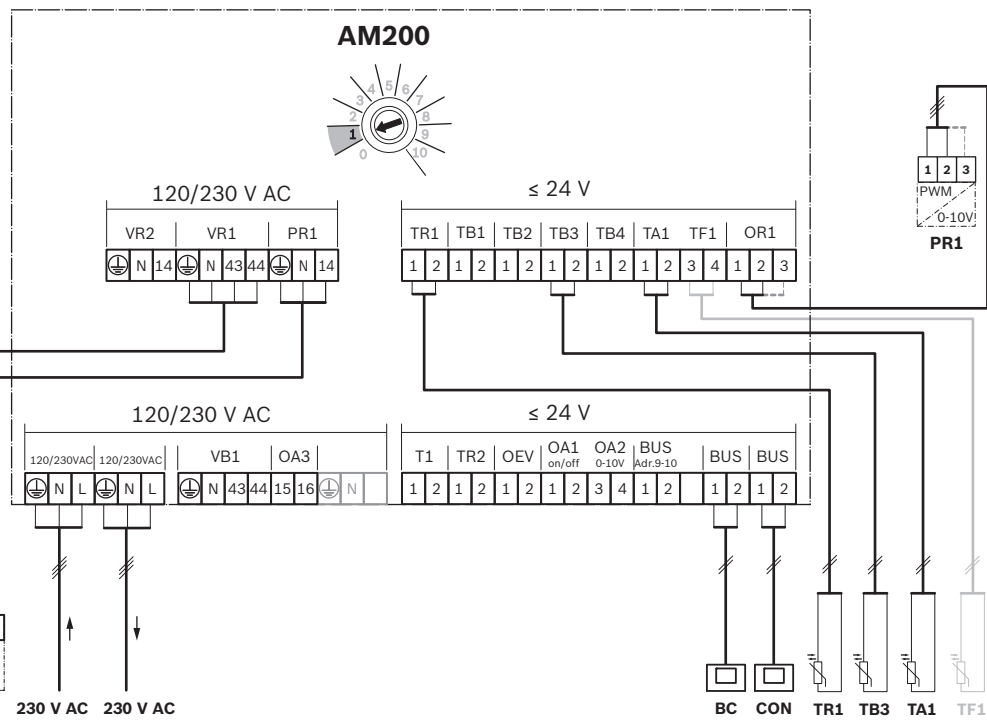 AM200
0 1 2 3 4 5 6 7 8 9 10
120/230 V AC
≤ 24 V
VR2 VR1 PR1
TR1 TB1 TB2 TB3 TB4 TA1 TF1 OR1
N 14 N 43 44 N 14
1 2 1 2 1 2 1 2 1 2 1 2 3 4 1 2 3
1 2 3
PWM
0-10V
PR1
120/230 V AC
≤ 24 V
120/230VAC 120/230VAC VB1 OA3
T1 TR2 OEV OA1 OA2 BUS BUS BUS
on/off 0-10V Adr.9-10
N L N L N 43 44 15 16 N
1 2 1 2 1 2 1 2 3 4 1 2 1 2 1 2
230 V AC 230 V AC
BC CON TR1 TB3 TA1 TF1